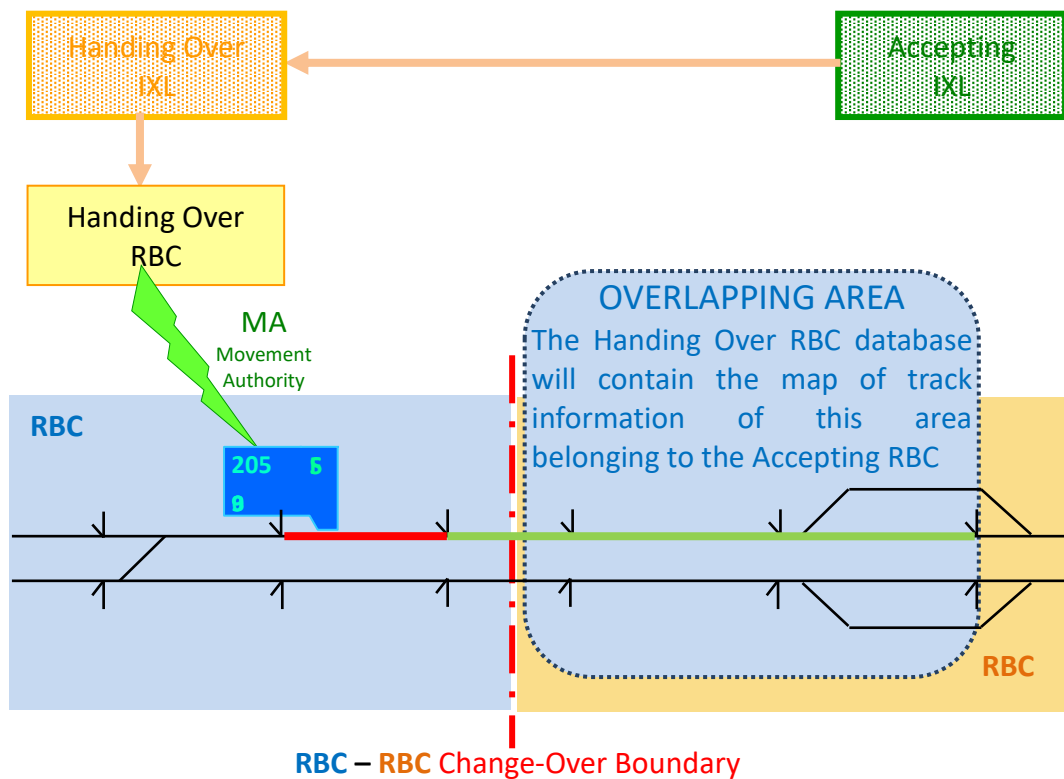 Handing Over
IXL
Accepting
IXL
Handing Over
RBC
MA
Movement
Authority
OVERLAPPING AREA
The Handing Over RBC database
will contain the map of track
information of this area
belonging to the Accepting RBC
RBC
205
RBC
RBC – RBC Change-Over Boundary